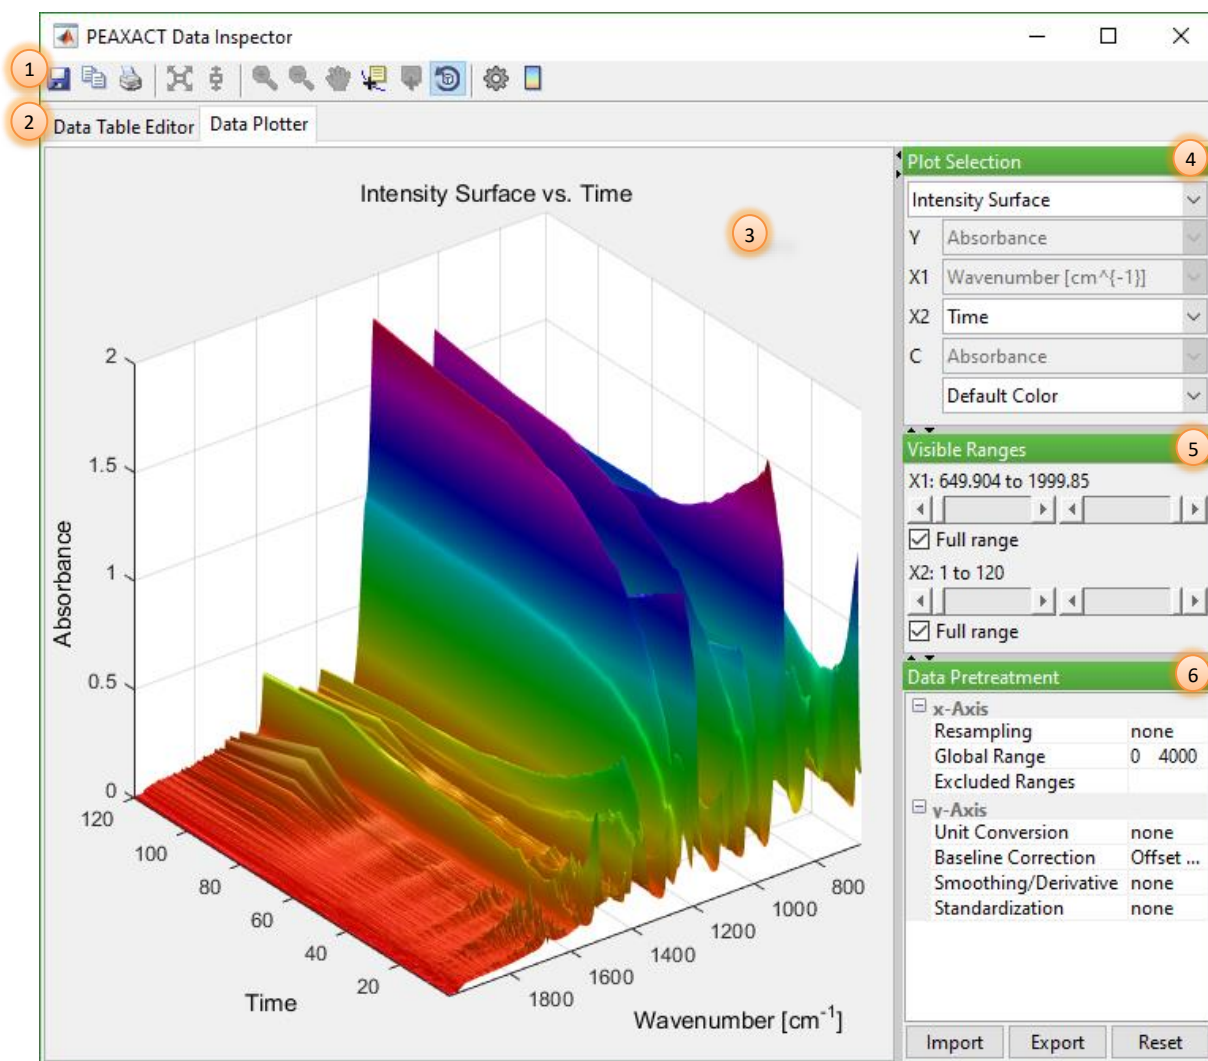 PEAXACT Data Inspector
1
2
Data Table Editor Data Plotter
Intensity Surface vs. Time
3
2
1.5
1
0.5
0
Absorbance
120
100
80
60
40
20
Time
1800
1600
1400
1200
1000
800
Wavenumber [cm-1]
Plot Selection 4
Intensity Surface
Y Absorbance
X1 Wavenumber [cm^{-1}]
X2 Time
C Absorbance
Default Color
Visible Ranges 5
X1: 649.904 to 1999.85
Full range
X2: 1 to 120
Full range
Data Pretreatment 6
x-Axis
Resampling none
Global Range 0 4000
Excluded Ranges
y-Axis
Unit Conversion none
Baseline Correction Offset ...
Smoothing/Derivative none
Standardization none
Import Export Reset